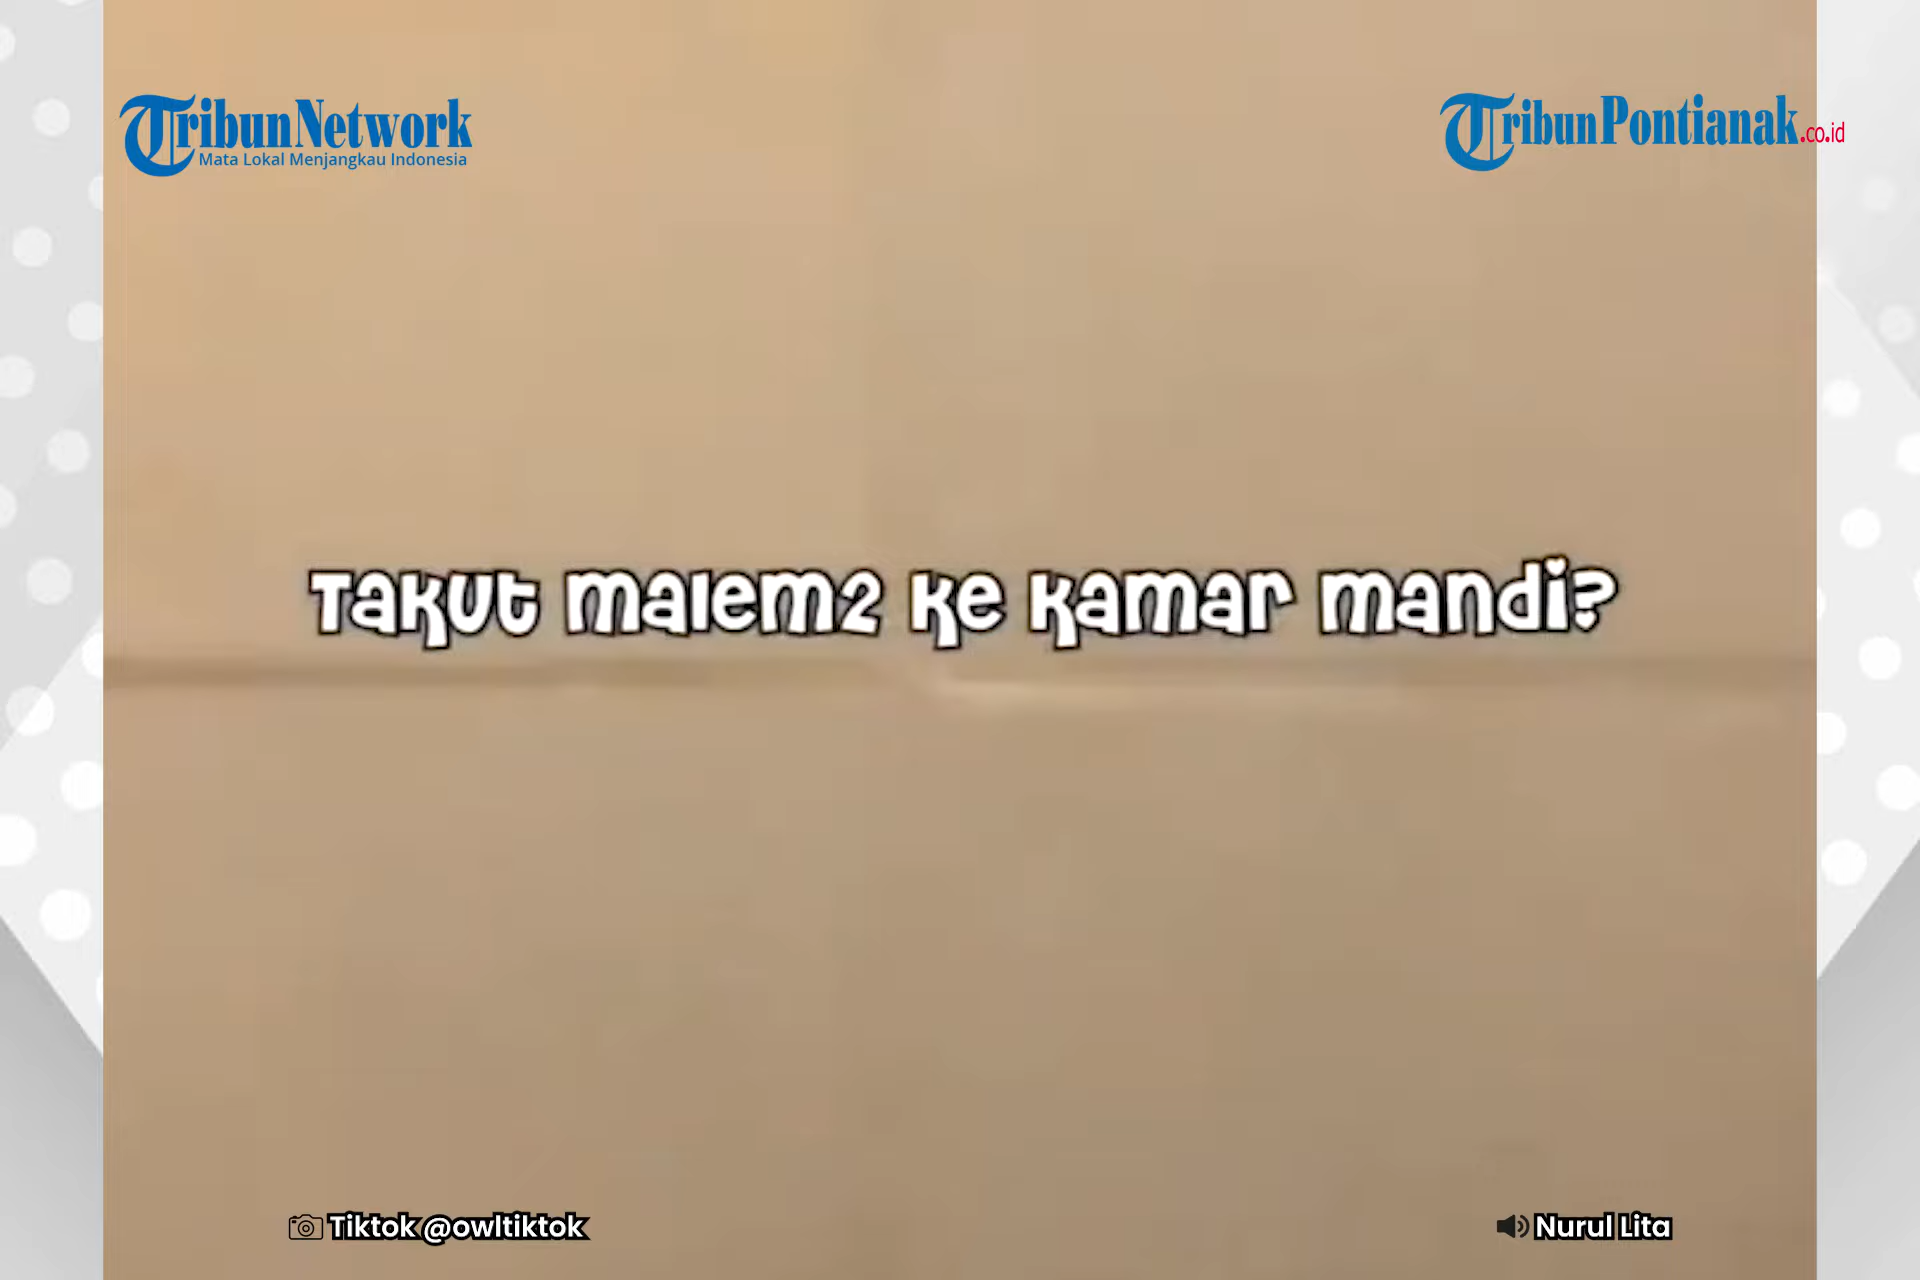 TribunNetwork
Mata Lokal Menjangkau Indonesia
TribunPontianak.co.id
Takut malem2 ke kamar mandi?
Tiktok @owltiktok
Nurul Lita